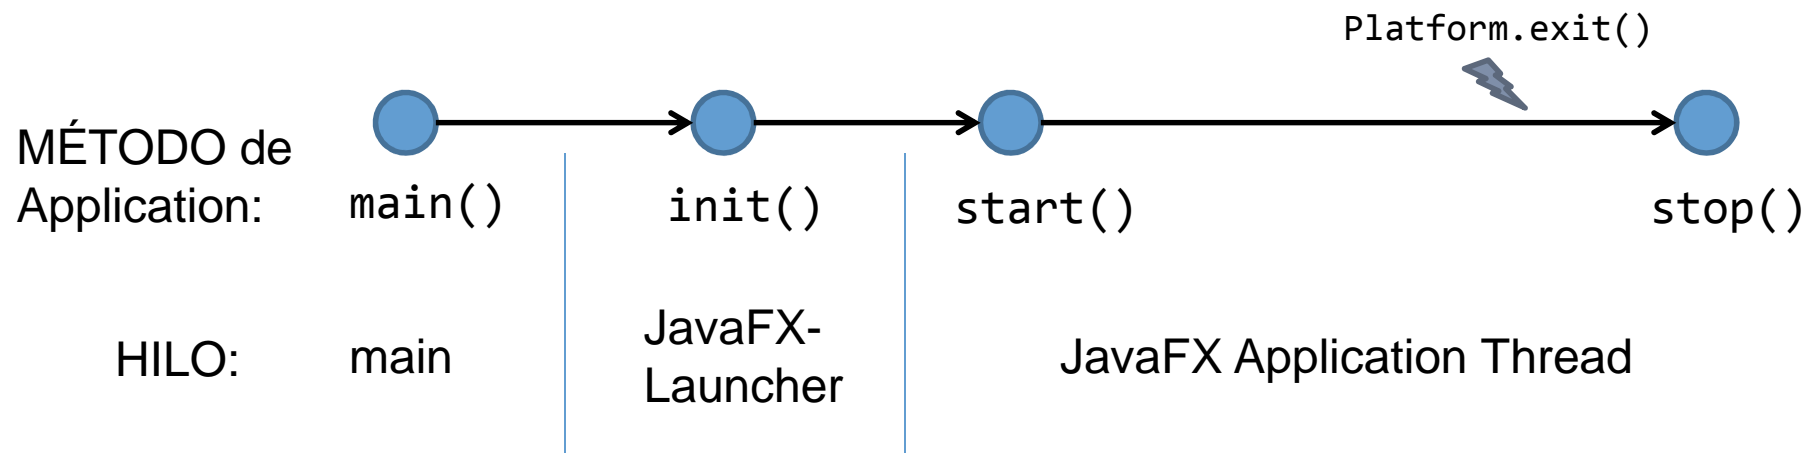 Platform.exit()
MÉTODO de
Application:
main()
init()
start()
stop()
HILO:
main
JavaFX-
Launcher
JavaFX Application Thread